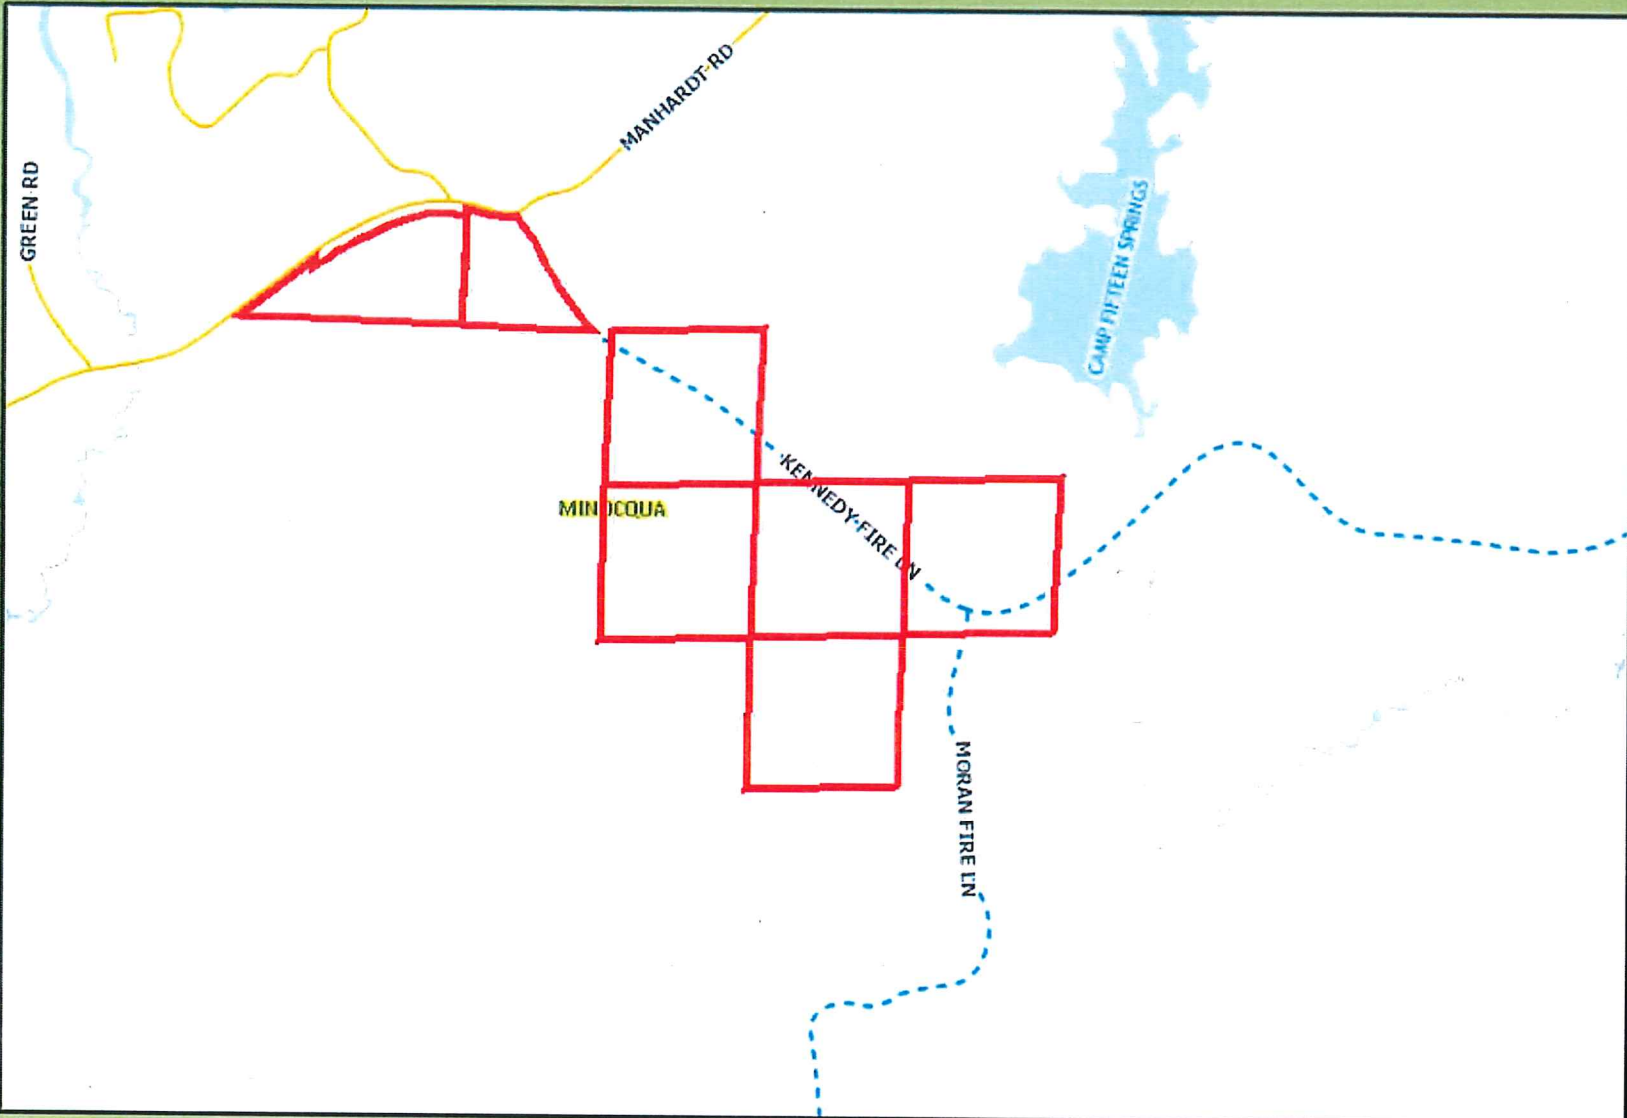 MANHARDT RD
GREEN RD
CAMP FIFTEEN SPRINGS
KENNEDY FIRE LN
MINOCQUA
MORAN FIRE LN